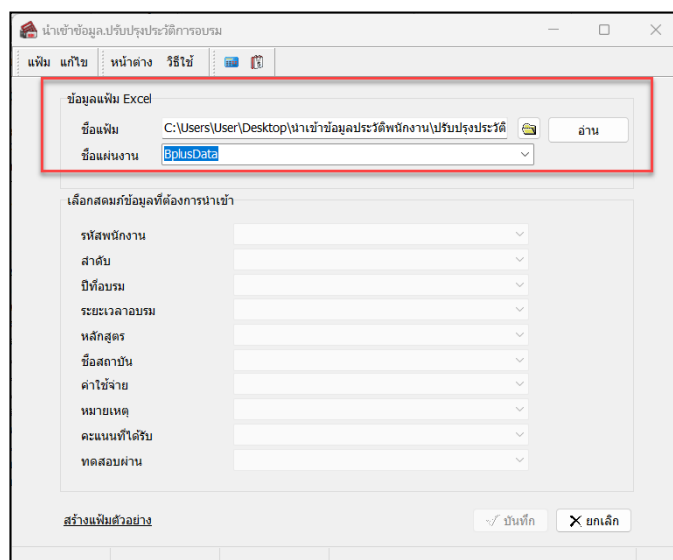 นำเข้าข้อมูล.ปรับปรุงประวัติการอบรม
แฟ้ม แก้ไข หน้าต่าง วิธีใช้
ข้อมูลแฟ้ม Excel
ชื่อแฟ้ม C:\Users\User\Desktop\นำเข้าข้อมูลประวัติพนักงาน\ปรับปรุงประวัติ อ่าน
ชื่อแผ่นงาน BplusData
เลือกสดมภ์ข้อมูลที่ต้องการนำเข้า
รหัสพนักงาน
ลำดับ
ปีที่อบรม
ระยะเวลาอบรม
หลักสูตร
ชื่อสถาบัน
ค่าใช้จ่าย
หมายเหตุ
คะแนนที่ได้รับ
ทดสอบผ่าน
สร้างแฟ้มตัวอย่าง บันทึก ยกเลิก